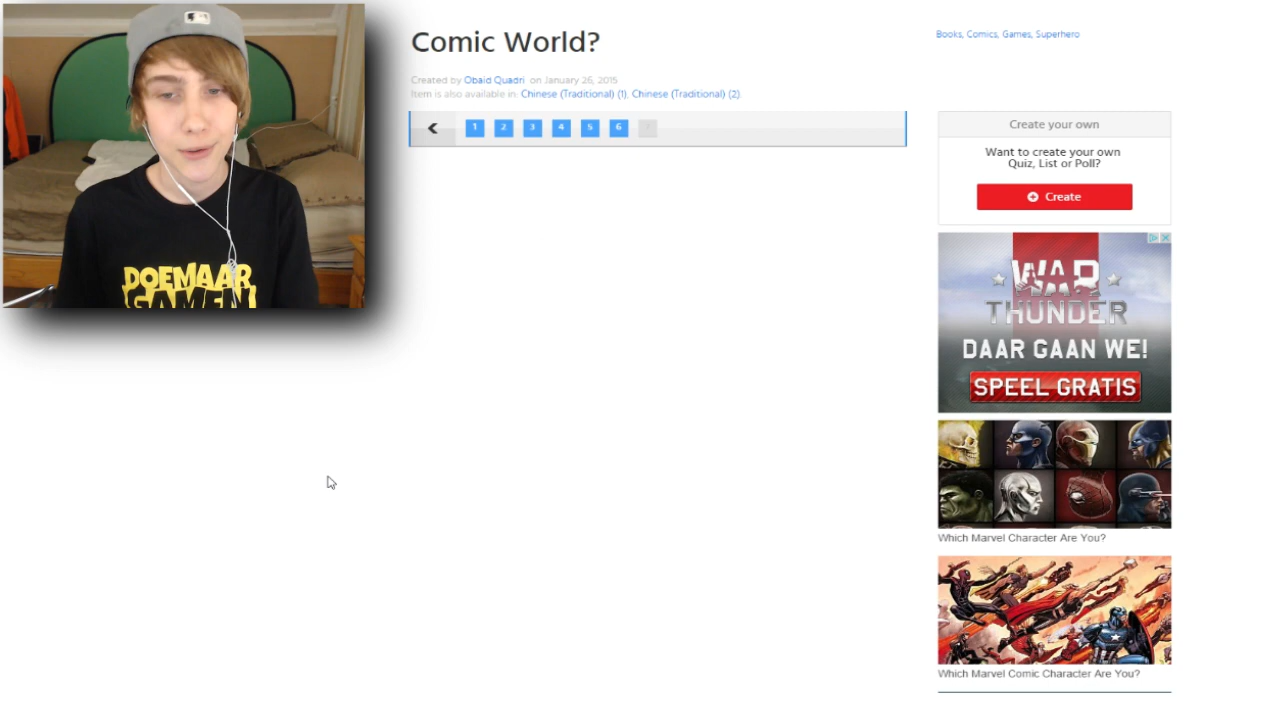 DOEMAAR
GAMEN
Comic World?
Created by Obaid Quadri on January 26, 2015
Item is also available in: Chinese (Traditional) (1), Chinese (Traditional) (2)
1 2 3 4 5 6
Books, Comics, Games, Superhero
Create your own
Want to create your own
Quiz, List or Poll?
Create
WAR
THUNDER
DAAR GAAN WE!
SPEEL GRATIS
Which Marvel Character Are You?
Which Marvel Comic Character Are You?